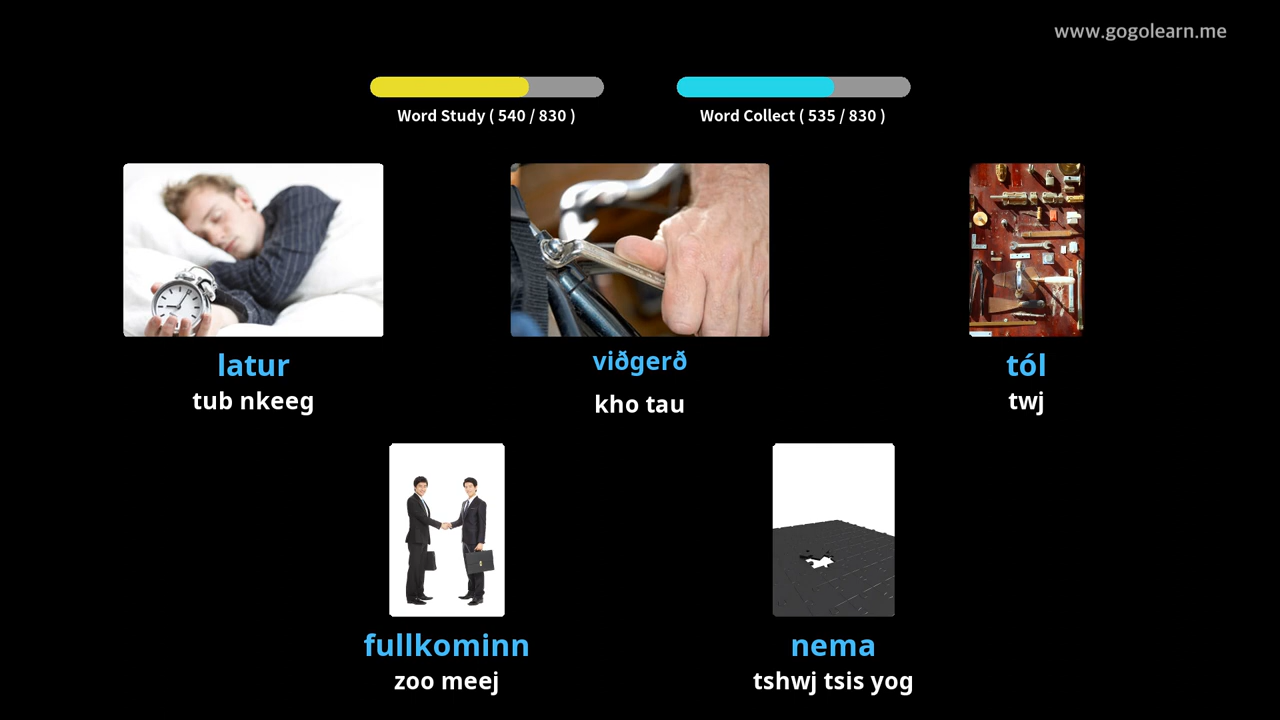 www.gogolearn.me
Word Study ( 540 / 830 )
Word Collect ( 535 / 830 )
latur
tub nkeeg
viðgerð
kho tau
tól
twj
fullkominn
zoo meej
nema
tshwj tsis yog